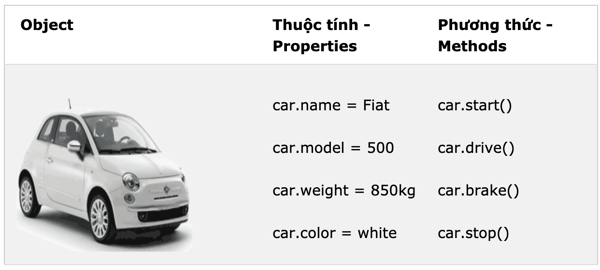 Object
Thuộc tính -
Properties
Phương thức -
Methods
car.name = Fiat
car.start()
car.model = 500
car.drive()
car.weight = 850kg
car.brake()
car.color = white
car.stop()